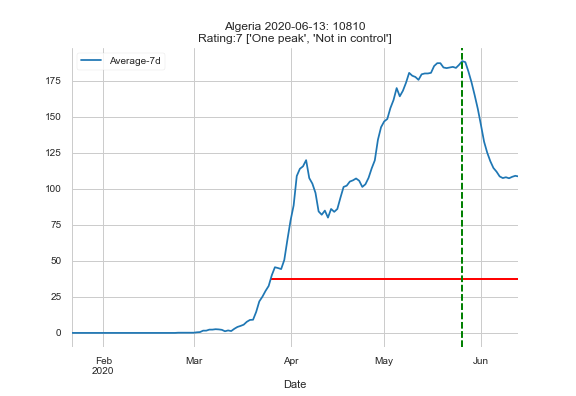 Algeria 2020-06-13: 10810
Rating:7 ['One peak', 'Not in control']
Average-7d
175
150
125
100
75
50
25
0
Feb Mar Apr May Jun
2020
Date